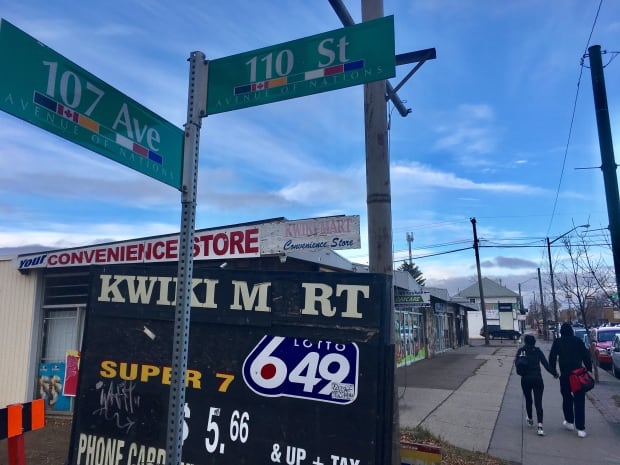 107 Ave
AVENUE OF NATIONS
110 St
AVENUE OF NATIONS
Your CONVENIENCE STORE
KWIKI MART
Convenience Store
KWIKI M RT
LOTTO
649
SUPER 7
$ 5.66
PHONE CARD
& UP + TAX